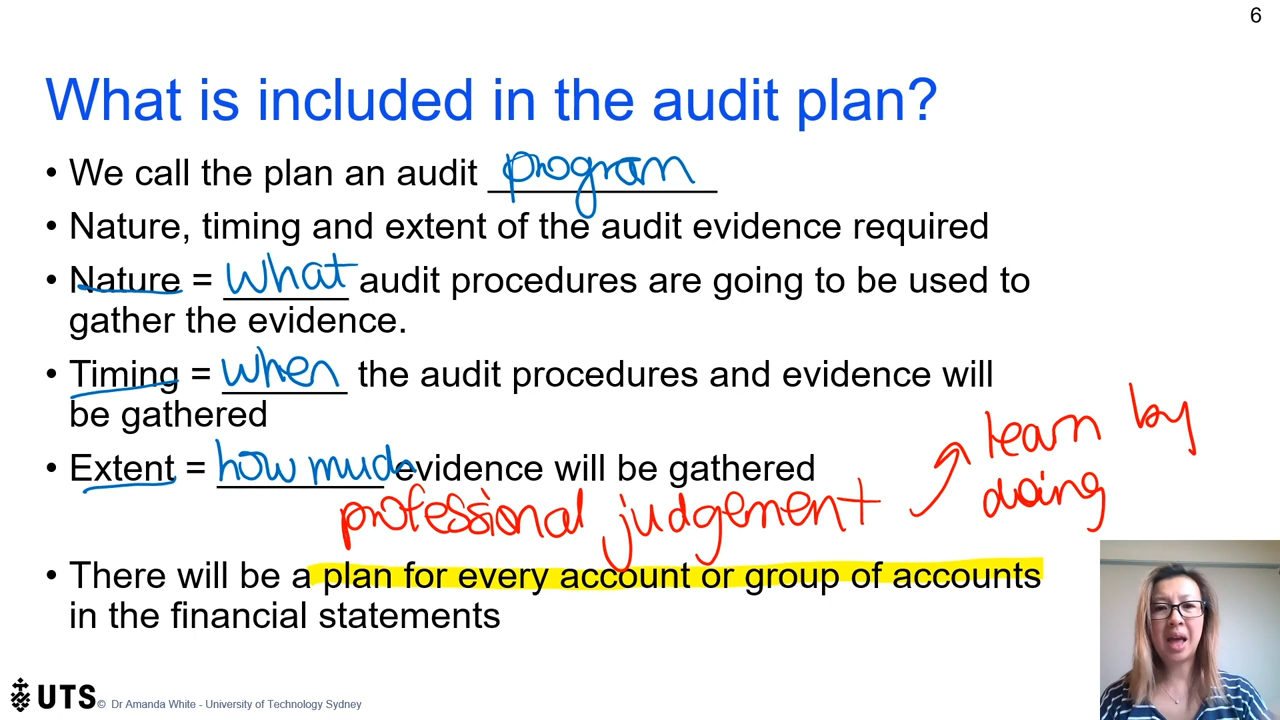 6
What is included in the audit plan?
• We call the plan an audit program
• Nature, timing and extent of the audit evidence required
• Nature = what audit procedures are going to be used to
gather the evidence.
• Timing = when the audit procedures and evidence will
be gathered
• Extent = how much evidence will be gathered
professional judgement
learn by
doing
• There will be a plan for every account or group of accounts
in the financial statements
UTS © Dr Amanda White - University of Technology Sydney